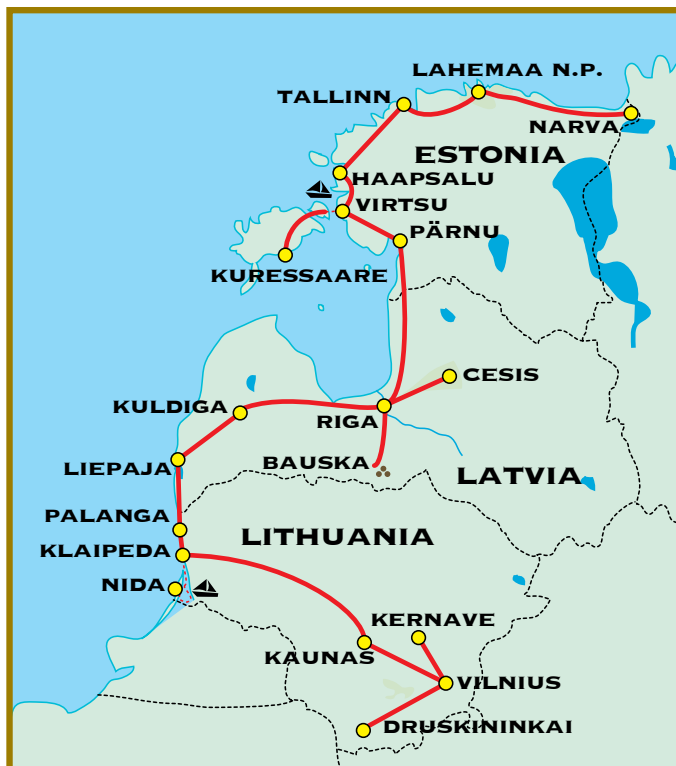 LAHEMAA N.P.
TALLINN
NARVA
ESTONIA
HAAPSALU
VIRTSU
PÄRNU
KURESSAARE
CESIS
KULDIGA
RIGA
BAUSKA
LIEPAJA
LATVIA
PALANGA
LITHUANIA
KLAIPEDA
NIDA
KERNAVE
KAUNAS
VILNIUS
DRUSKININKAI